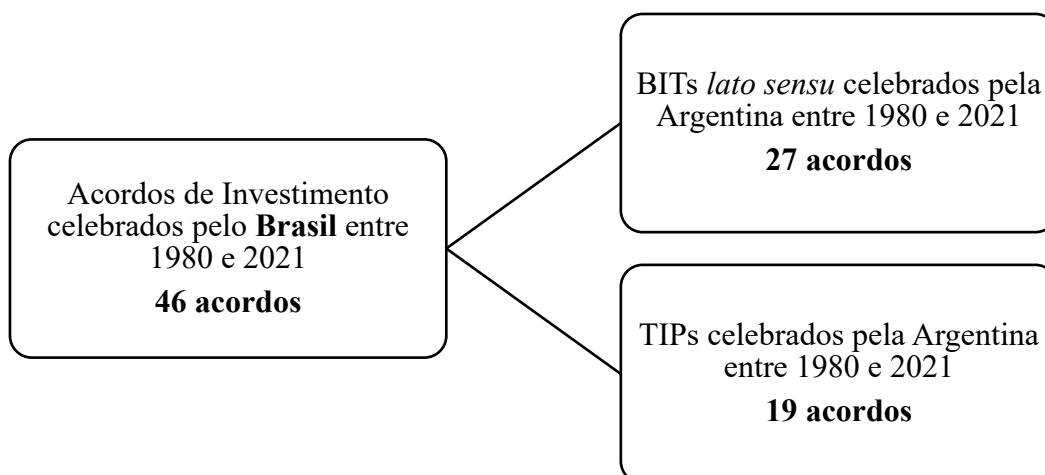 Acordos de Investimento
celebrados pelo Brasil entre
1980 e 2021
46 acordos
BITs lato sensu celebrados pela
Argentina entre 1980 e 2021
27 acordos
TIPs celebrados pela Argentina
entre 1980 e 2021
19 acordos